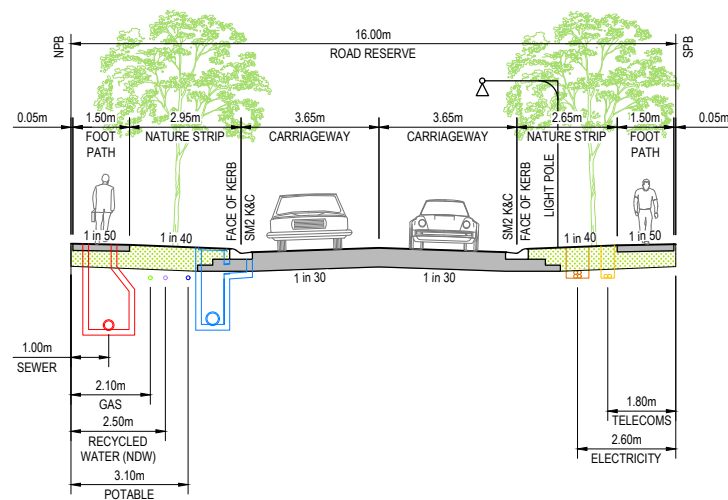 NPB
16.00m
ROAD RESERVE
SPB
0.05m
1.50m
FOOT
PATH
2.95m
NATURE STRIP
3.65m
CARRIAGEWAY
3.65m
CARRIAGEWAY
2.65m
NATURE STRIP
1.50m
FOOT
PATH
0.05m
FACE OF KERB
SM2 K&C
SM2 K&C
FACE OF KERB
LIGHT POLE
1 in 50
1 in 40
1 in 30
1 in 30
1 in 40
1 in 50
1.00m
SEWER
2.10m
GAS
2.50m
RECYCLED
WATER (NDW)
3.10m
POTABLE
1.80m
TELECOMS
2.60m
ELECTRICITY